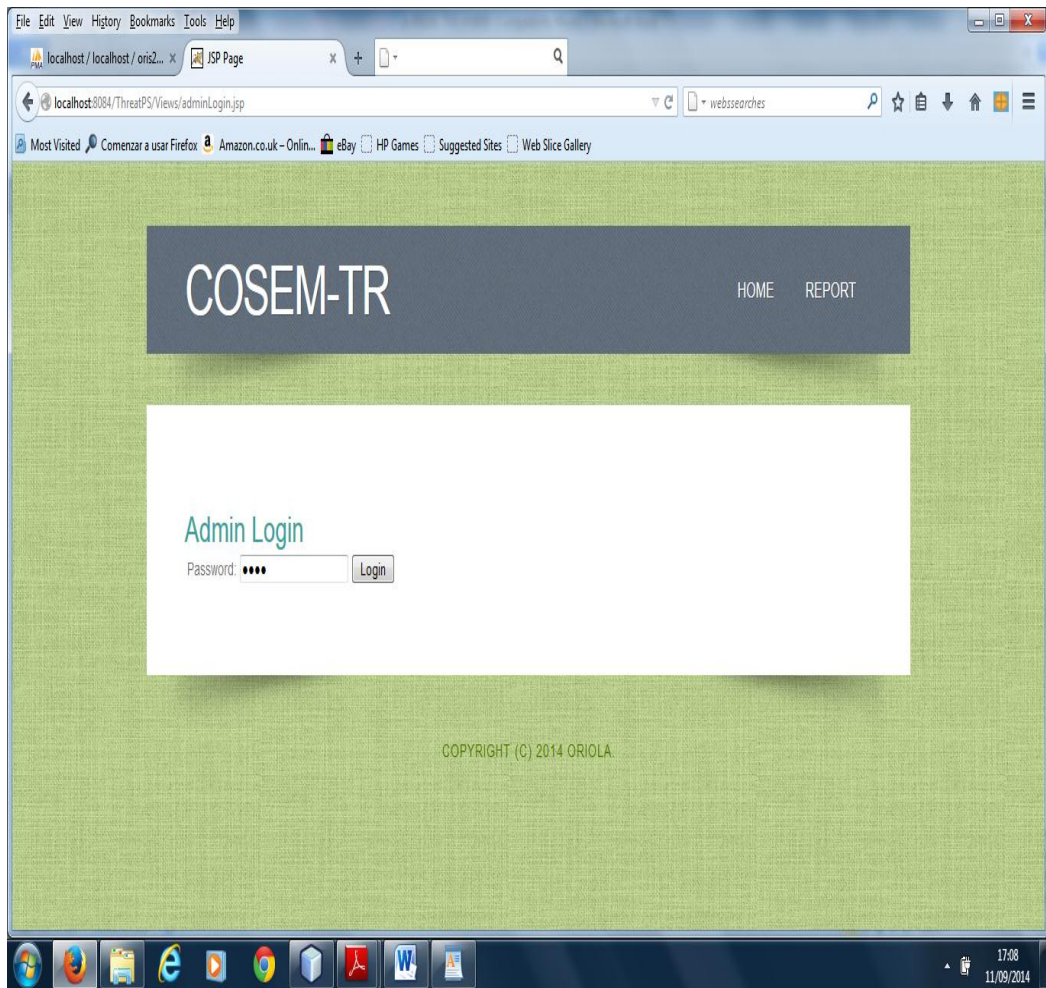 File Edit View History Bookmarks Tools Help
localhost / localhost / oris2... × JSP Page × +
localhost:8084/ThreatPS/Views/adminLogin.jsp webssearches
Most Visited Comenzar a usar Firefox Amazon.co.uk – Onlin... eBay HP Games Suggested Sites Web Slice Gallery
COSEM-TR HOME REPORT
Admin Login
Password: •••• Login
COPYRIGHT (C) 2014 ORIOLA.
17:08
11/09/2014